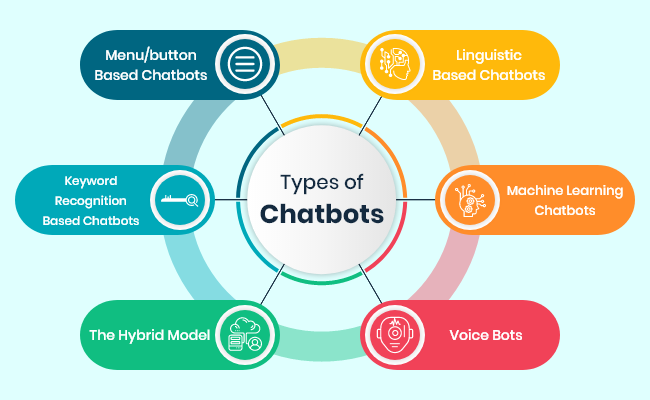 Menu/button
Based Chatbots
Linguistic
Based Chatbots
Keyword
Recognition
Based Chatbots
Types of
Chatbots
Machine Learning
Chatbots
The Hybrid Model
Voice Bots